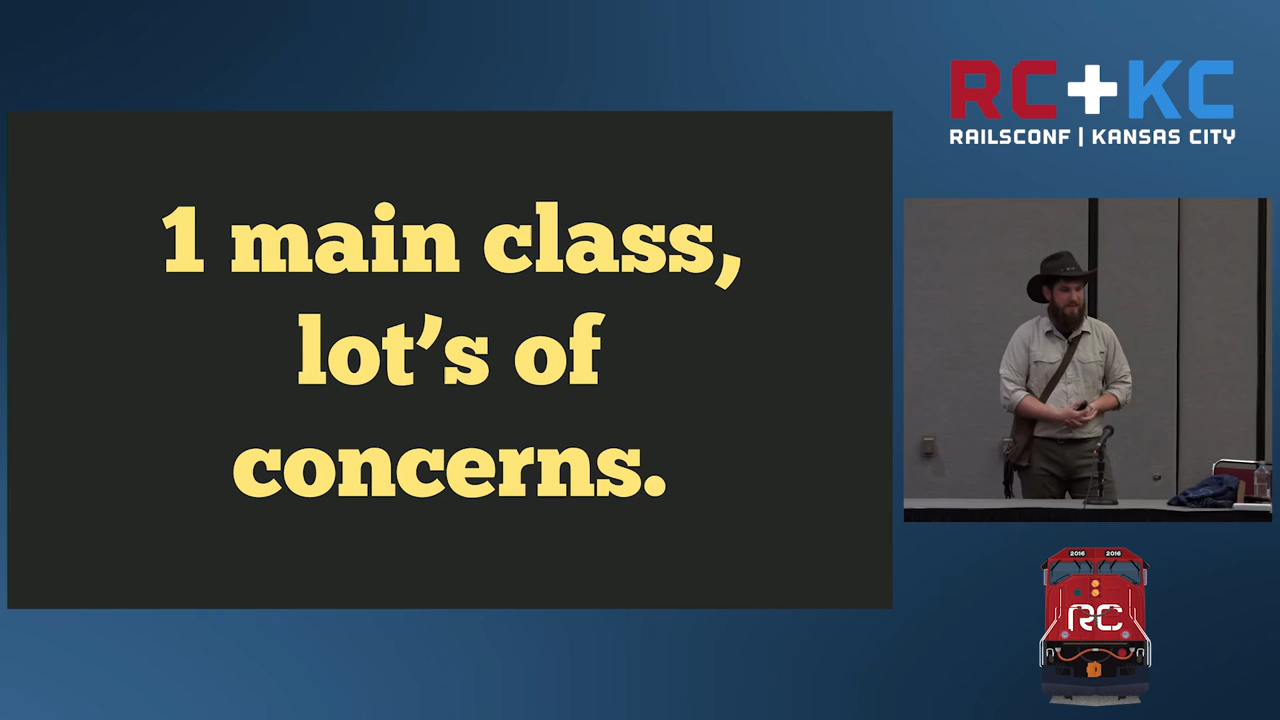 1 main class,
lot’s of
concerns.
RC+KC
RAILSCONF | KANSAS CITY
2016 2016
RC